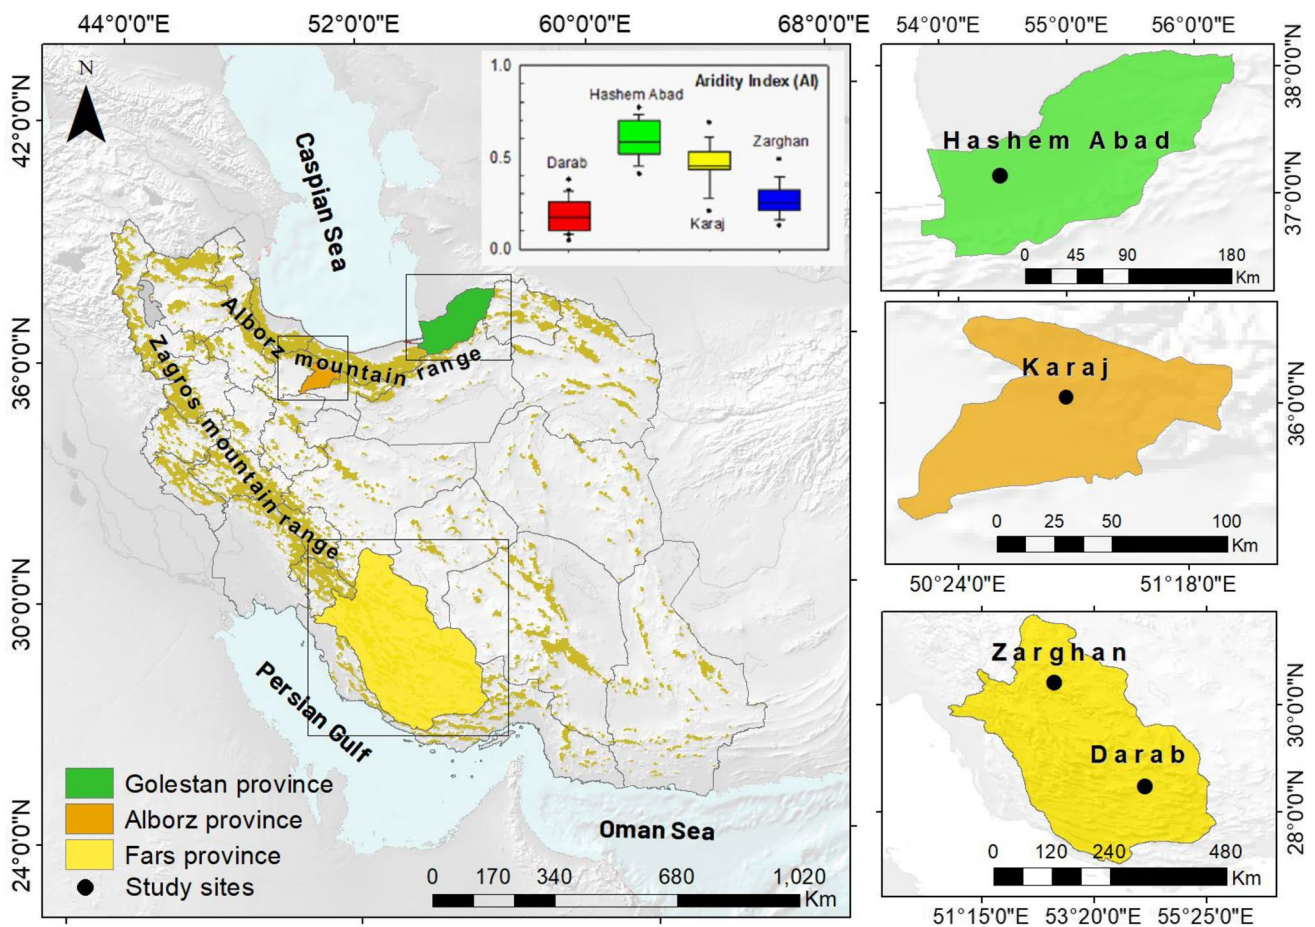 44°0'0"E
52°0'0"E
60°0'0"E
68°0'0"E
42°0'0"N
36°0'0"N
30°0'0"N
24°0'0"N
N
Caspian Sea
1.0
0.5
0.0
Aridity Index (AI)
Hashem Abad
Darab
Zarghan
Karaj
Alborz mountain range
Zagros mountain range
Persian Gulf
Oman Sea
Golestan province
Alborz province
Fars province
Study sites
0 170 340 680 1,020
Km
54°0'0"E
55°0'0"E
56°0'0"E
38°0'0"N
37°0'0"N
Hashem Abad
0 45 90 180
Km
Karaj
36°0'0"N
0 25 50 100
Km
50°24'0"E
51°18'0"E
Zarghan
Darab
30°0'0"N
28°0'0"N
0 120 240 480
Km
51°15'0"E
53°20'0"E
55°25'0"E